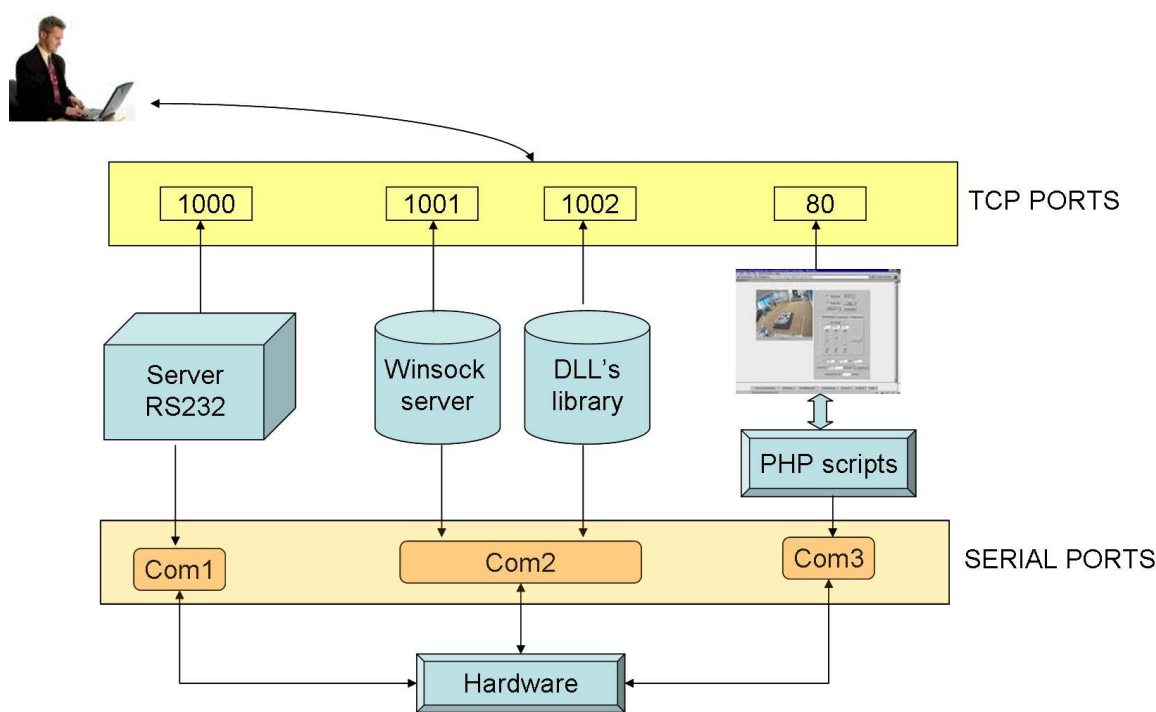 1000
1001
1002
80
TCP PORTS
Server
RS232
Winsock
server
DLL's
library
PHP scripts
Com1
Com2
Com3
SERIAL PORTS
Hardware